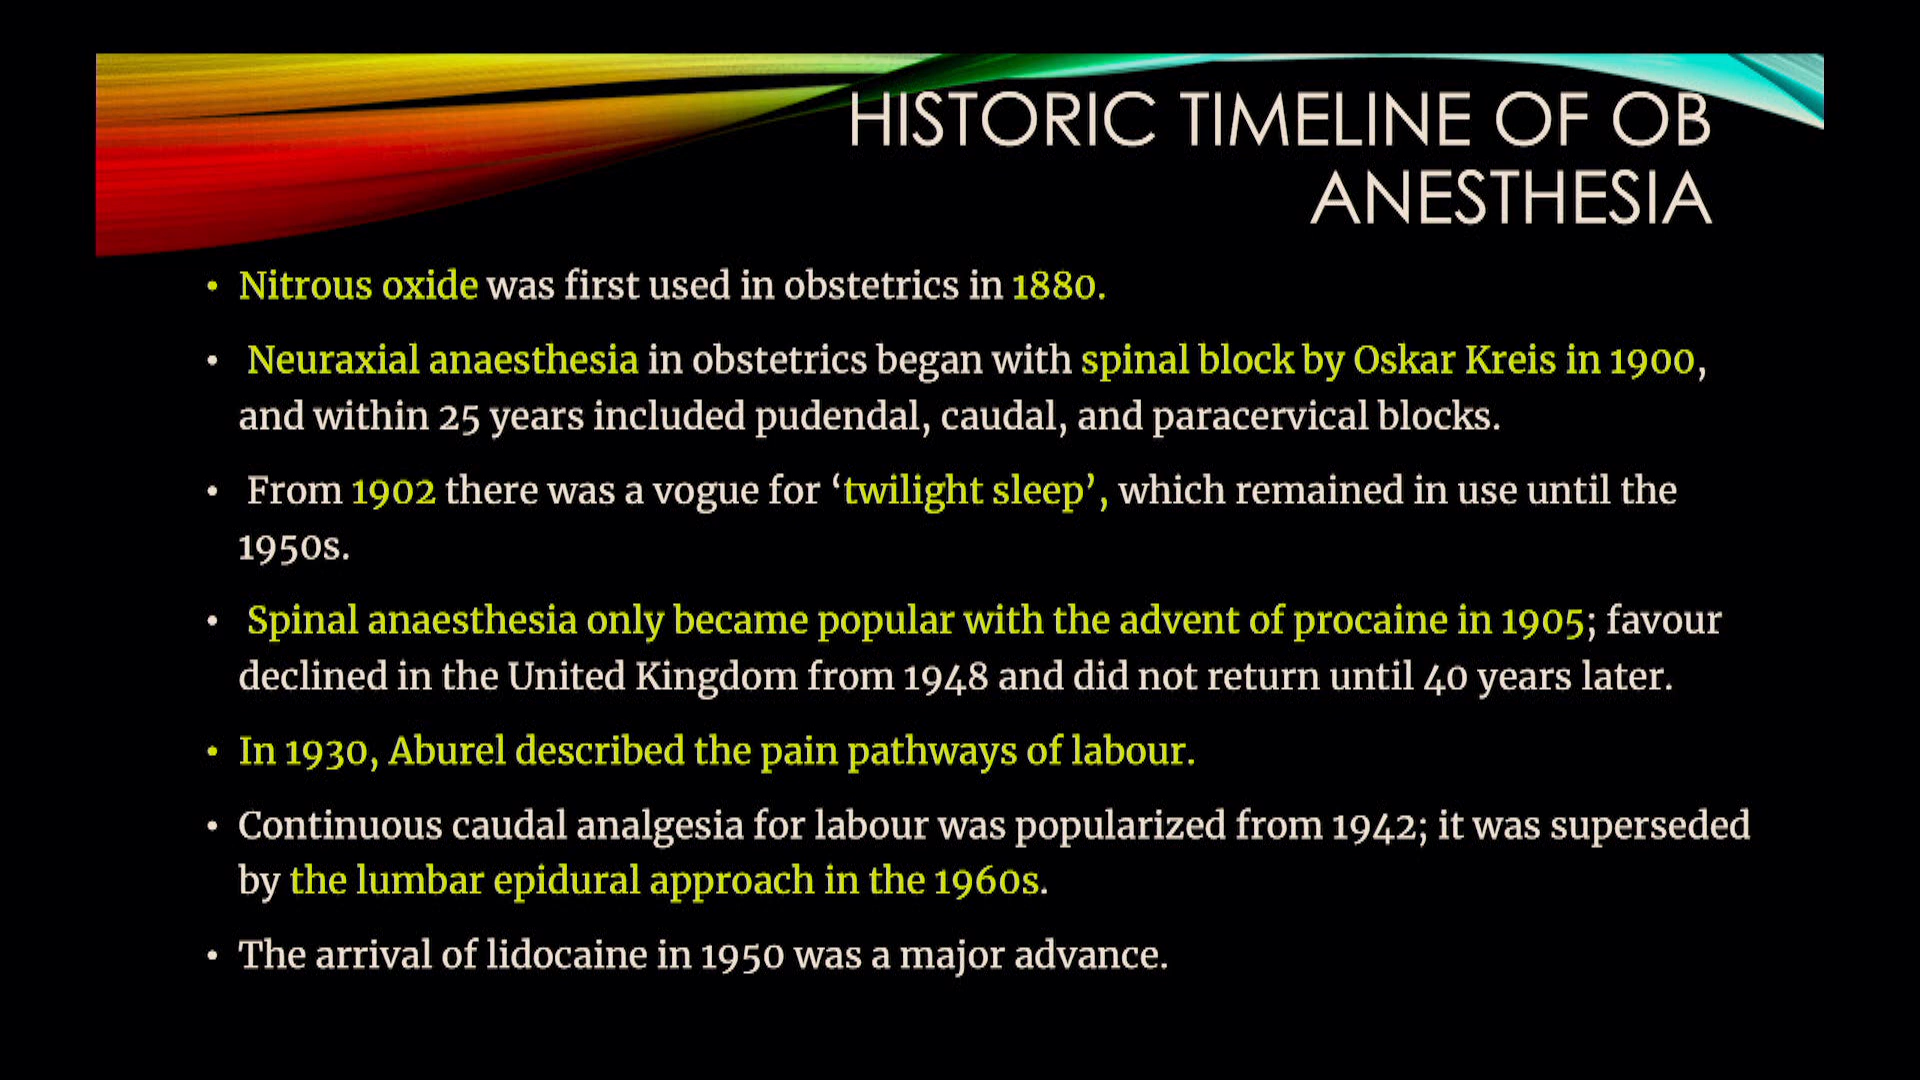 HISTORIC TIMELINE OF OB
ANESTHESIA
• Nitrous oxide was first used in obstetrics in 1880.
• Neuraxial anaesthesia in obstetrics began with spinal block by Oskar Kreis in 1900,
and within 25 years included pudendal, caudal, and paracervical blocks.
• From 1902 there was a vogue for ‘twilight sleep’, which remained in use until the
1950s.
• Spinal anaesthesia only became popular with the advent of procaine in 1905; favour
declined in the United Kingdom from 1948 and did not return until 40 years later.
• In 1930, Aburel described the pain pathways of labour.
• Continuous caudal analgesia for labour was popularized from 1942; it was superseded
by the lumbar epidural approach in the 1960s.
• The arrival of lidocaine in 1950 was a major advance.